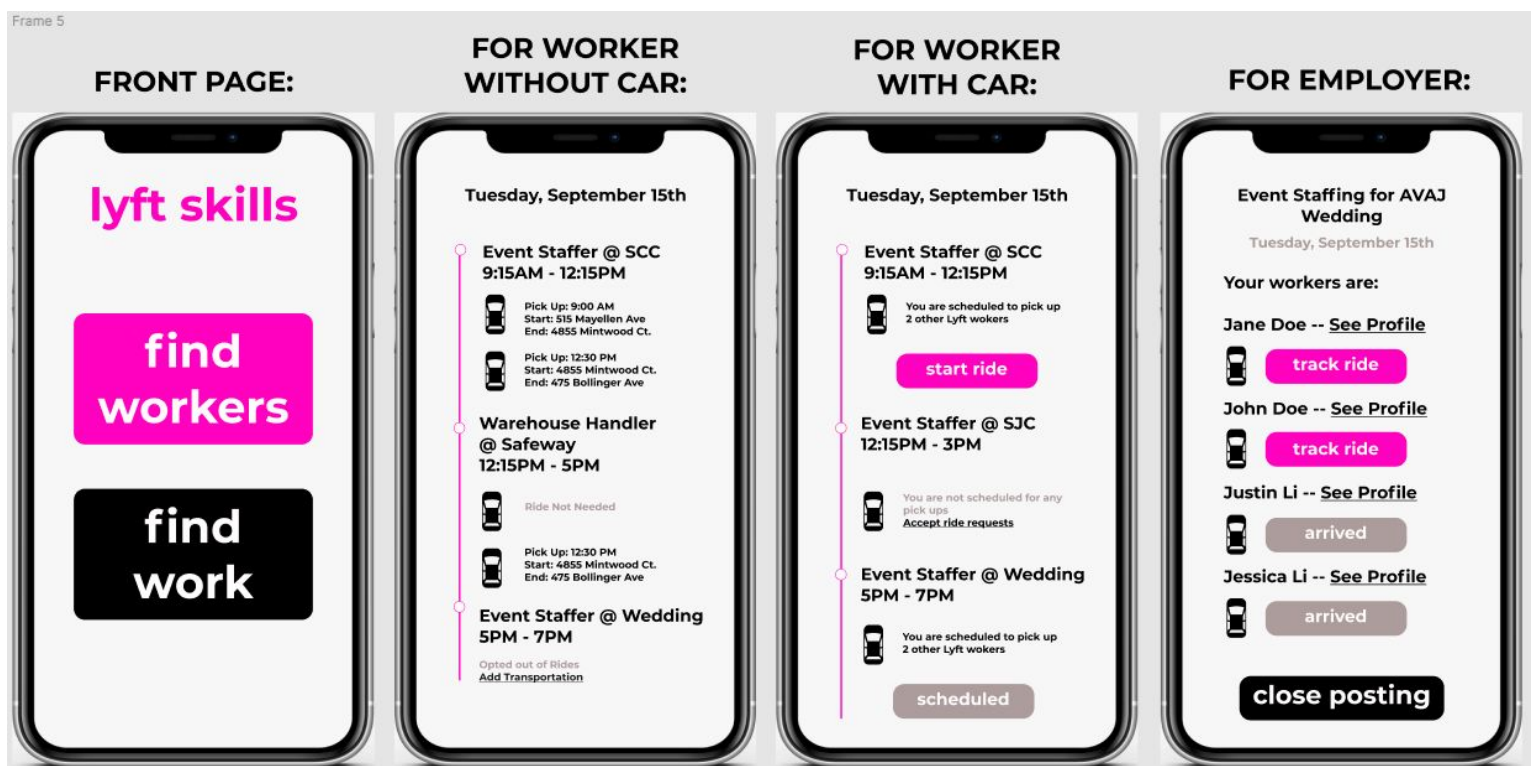 Frame 5
FRONT PAGE:
lyft skills
find
workers
find
work
FOR WORKER
WITHOUT CAR:
Tuesday, September 15th
Event Staffer @ SCC
9:15AM - 12:15PM
Pick Up: 9:00 AM
Start: 515 Mayellen Ave
End: 4855 Mintwood Ct.
Pick Up: 12:30 PM
Start: 4855 Mintwood Ct.
End: 475 Bollinger Ave
Warehouse Handler
@ Safeway
12:15PM - 5PM
Ride Not Needed
Pick Up: 12:30 PM
Start: 4855 Mintwood Ct.
End: 475 Bollinger Ave
Event Staffer @ Wedding
5PM - 7PM
Opted out of Rides
Add Transportation
FOR WORKER
WITH CAR:
Tuesday, September 15th
Event Staffer @ SCC
9:15AM - 12:15PM
You are scheduled to pick up
2 other Lyft wokers
start ride
Event Staffer @ SJC
12:15PM - 3PM
You are not scheduled for any
pick ups
Accept ride requests
Event Staffer @ Wedding
5PM - 7PM
You are scheduled to pick up
2 other Lyft wokers
scheduled
FOR EMPLOYER:
Event Staffing for AVAJ
Wedding
Tuesday, September 15th
Your workers are:
Jane Doe -- See Profile
track ride
John Doe -- See Profile
track ride
Justin Li -- See Profile
arrived
Jessica Li -- See Profile
arrived
close posting